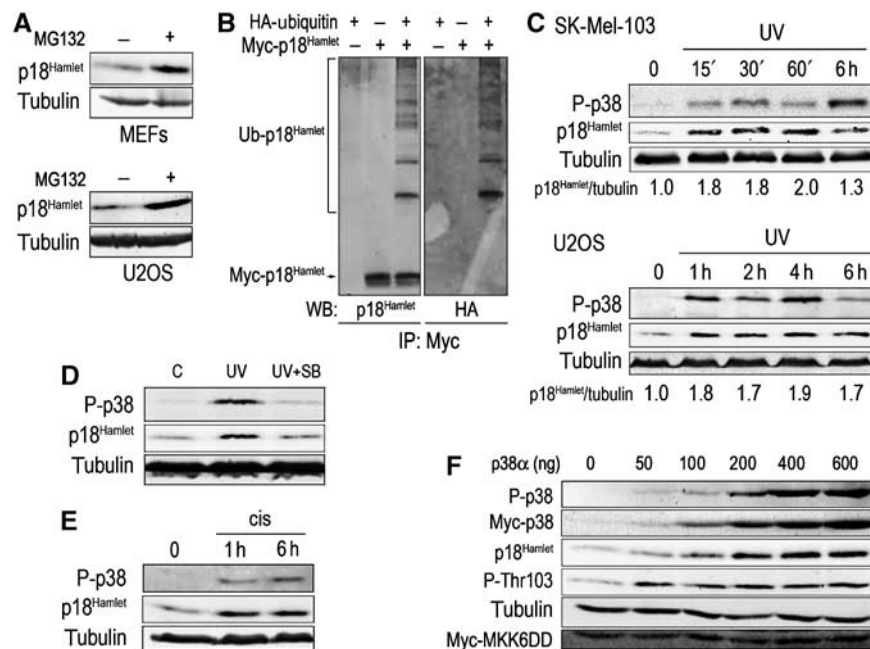 A
MG132 – +
p18Hamlet
Tubulin
MEFs
MG132 – +
p18Hamlet
Tubulin
U2OS
B
HA-ubiquitin + – + + – +
Myc-p18Hamlet – + + – + +
Ub-p18Hamlet
Myc-p18Hamlet
WB: p18Hamlet HA
IP: Myc
C SK-Mel-103 UV
0 15′ 30′ 60′ 6 h
P-p38
p18Hamlet
Tubulin
p18Hamlet/tubulin 1.0 1.8 1.8 2.0 1.3
U2OS UV
0 1 h 2 h 4 h 6 h
P-p38
p18Hamlet
Tubulin
p18Hamlet/tubulin 1.0 1.8 1.7 1.9 1.7
D
C UV UV+SB
P-p38
p18Hamlet
Tubulin
E cis
0 1 h 6 h
P-p38
p18Hamlet
Tubulin
F
p38α (ng) 0 50 100 200 400 600
P-p38
Myc-p38
p18Hamlet
P-Thr103
Tubulin
Myc-MKK6DD